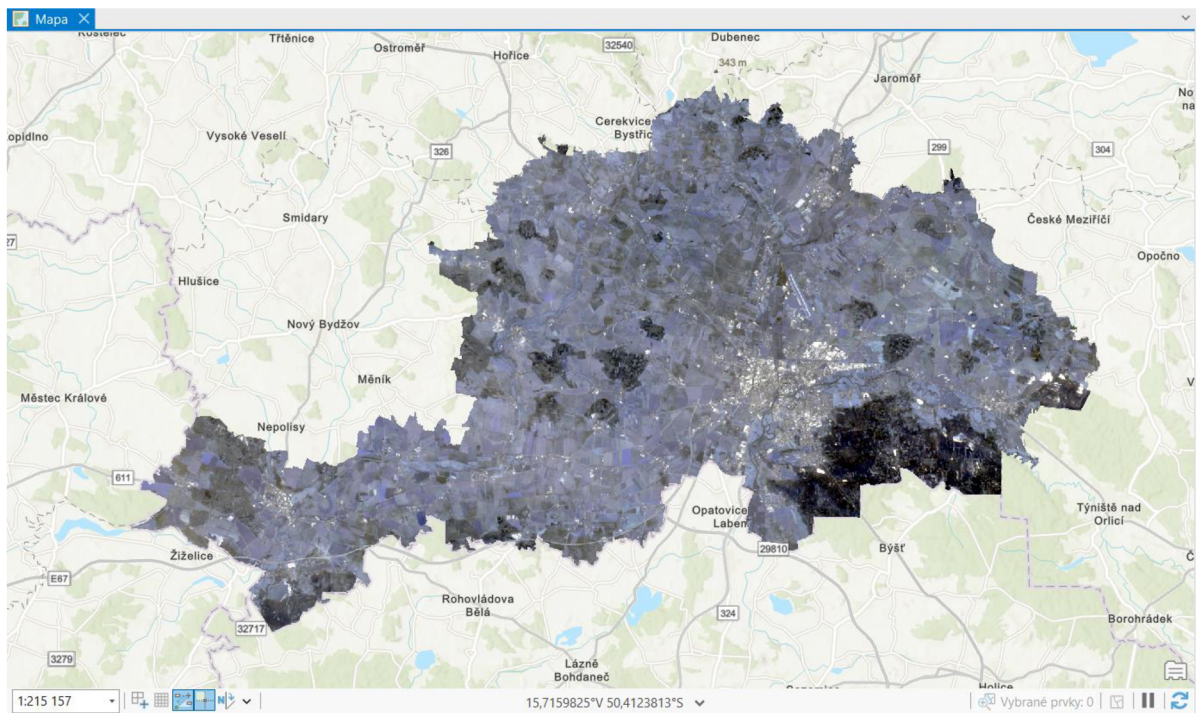 Mapa
Kostelec
Třtěnice
Ostroměř
Hořice
32540
Dubenec
343 m
Jaroměř
No
na
opidlno
Vysoké Veselí
326
Cerekvice
Bystřic
299
304
Smidary
České Meziříčí
27
Opočno
Hlušice
Nový Bydžov
Měník
Městec Králové
V
Nepolisy
611
Opatovice
Labem
Týniště nad
Orlicí
Žiželice
29810
Býšť
Č
E67
Rohovládova
Bělá
324
Borohrádek
32717
3279
Lázně
Bohdaneč
Holice
1:215 157
N
15,7159825°V 50,4123813°S
Vybrané prvky: 0